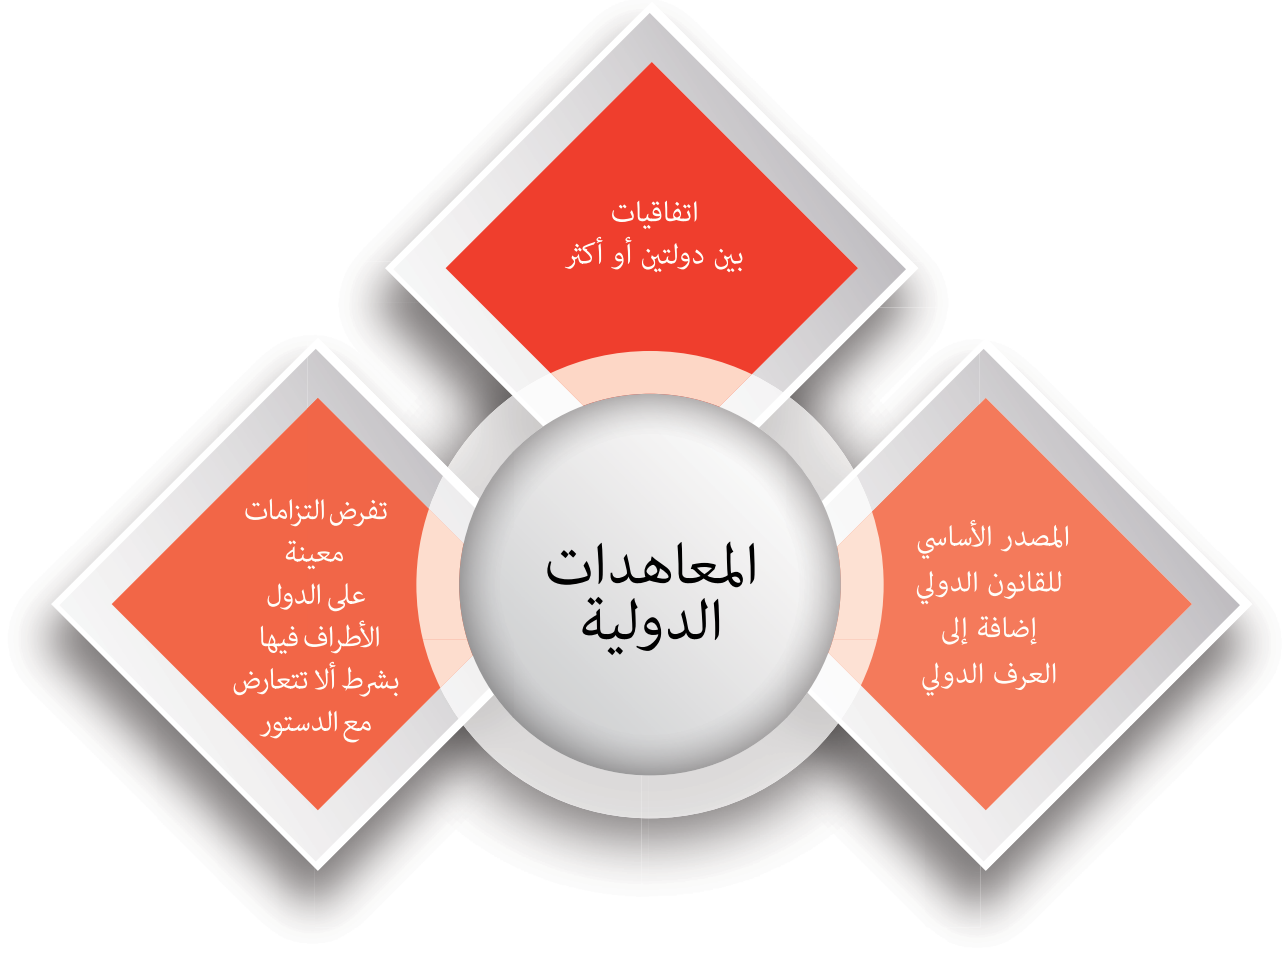 اتفاقيات
بين دولتين أو أكثر
المعاهدات
الدولية
المصدر الأساسي
للقانون الدولي
إضافة إلى
العرف الدولي
تفرض التزامات
معينة
على الدول
الأطراف فيها
بشرط ألا تتعارض
مع الدستور